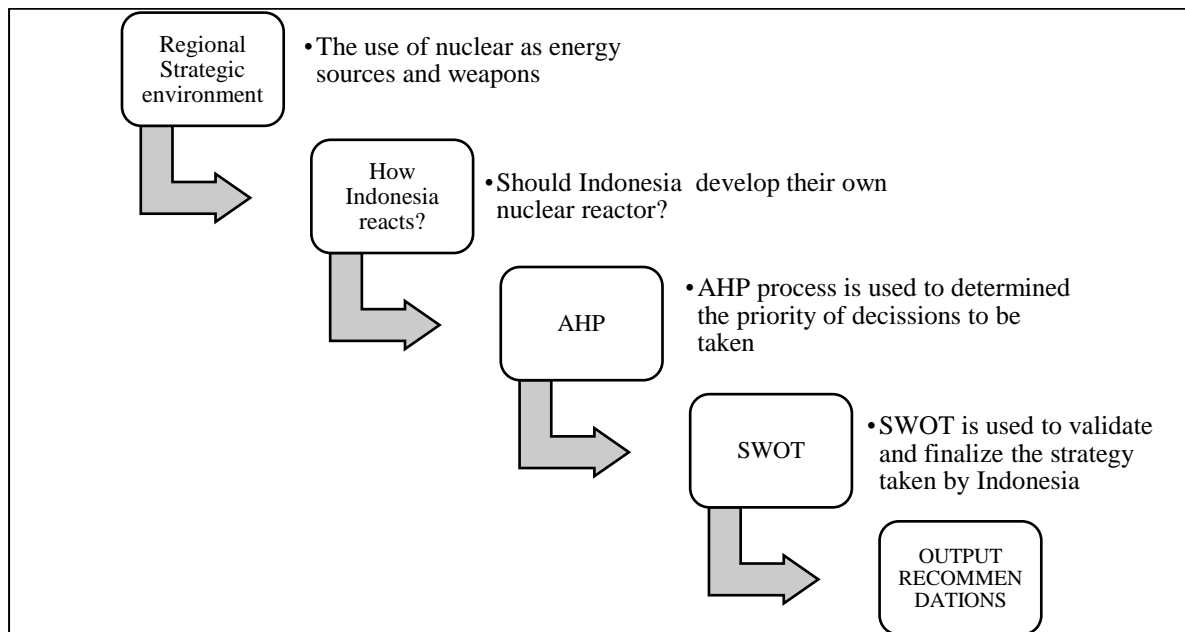 Regional
Strategic
environment
•The use of nuclear as energy
sources and weapons
How
Indonesia
reacts?
•Should Indonesia develop their own
nuclear reactor?
AHP
•AHP process is used to determined
the priority of decissions to be
taken
SWOT
•SWOT is used to validate
and finalize the strategy
taken by Indonesia
OUTPUT
RECOMMEN
DATIONS